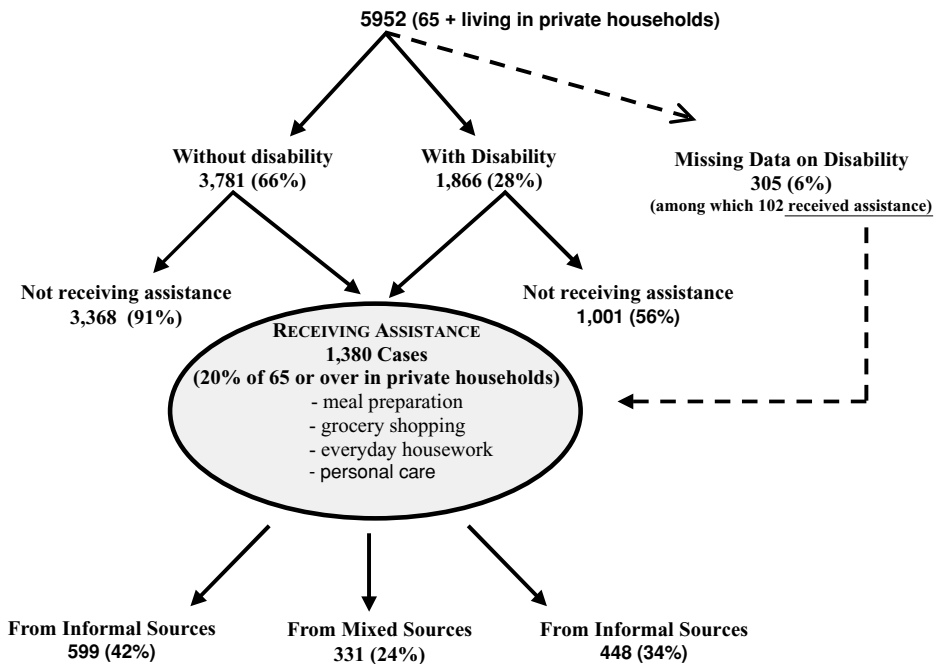 5952 (65 + living in private households)
Without disability
3,781 (66%)
With Disability
1,866 (28%)
Missing Data on Disability
305 (6%)
(among which 102 received assistance)
Not receiving assistance
3,368 (91%)
Not receiving assistance
1,001 (56%)
RECEIVING ASSISTANCE
1,380 Cases
(20% of 65 or over in private households)
- meal preparation
- grocery shopping
- everyday housework
- personal care
From Informal Sources
599 (42%)
From Mixed Sources
331 (24%)
From Informal Sources
448 (34%)